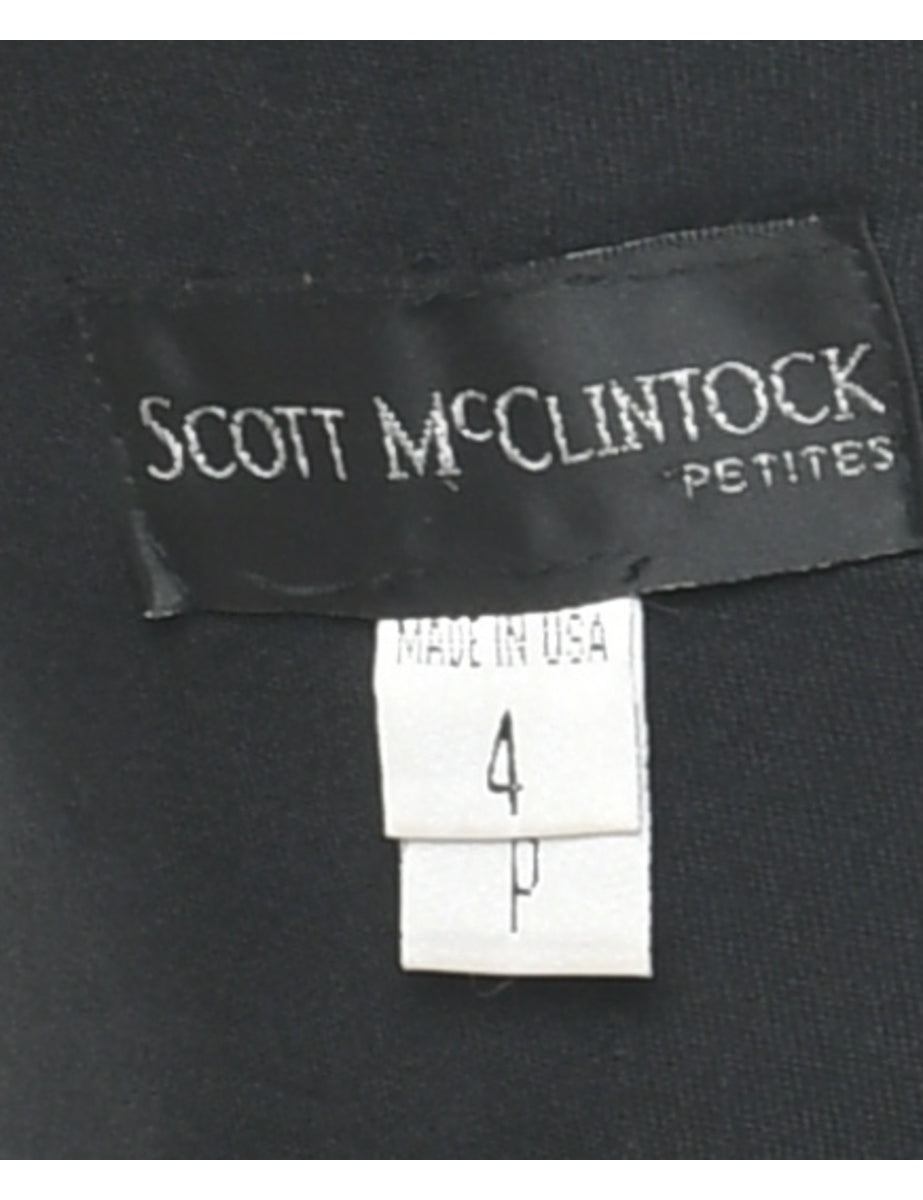 SCOTT MCCLINTOCK
PETITES
MADE IN USA
4
P